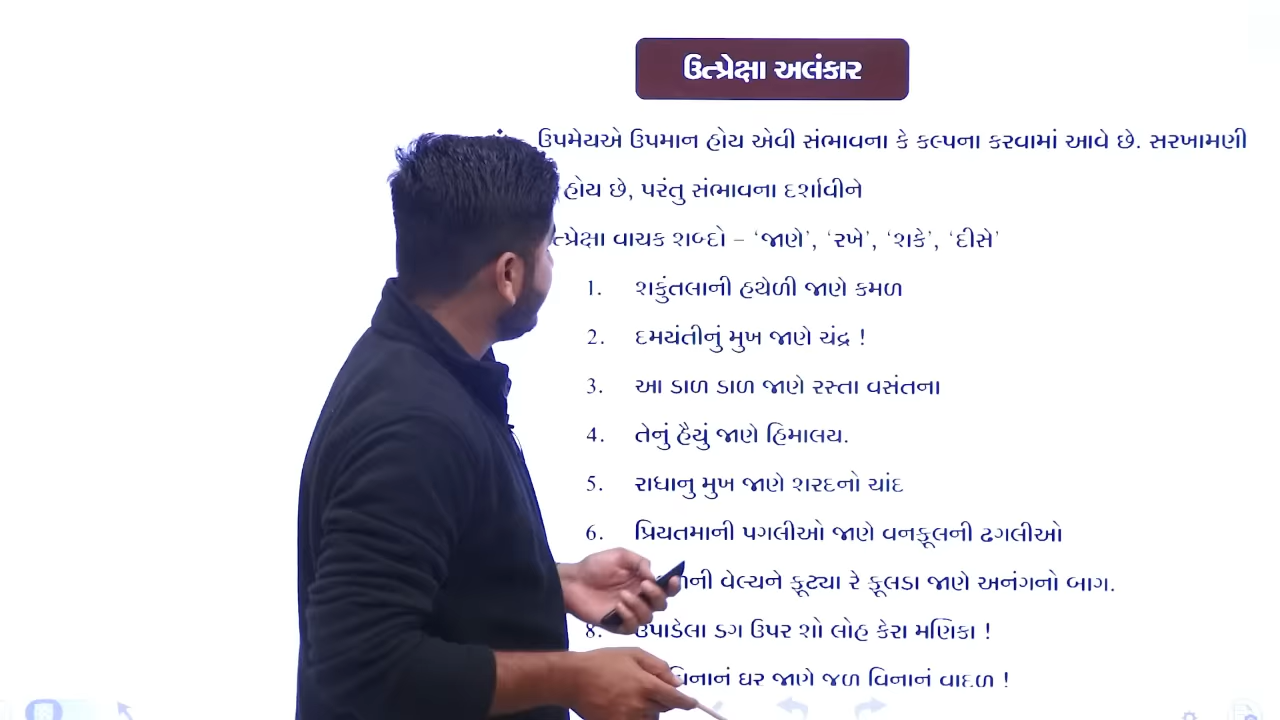 ઉત્પ્રેક્ષા અલંકાર
ઉપમેયએ ઉપમાન હોય એવી સંભાવના કે કલ્પના કરવામાં આવે છે. સરખામણી
હોય છે, પરંતુ સંભાવના દર્શાવીને
વાચક શબ્દો – ‘જાણે’, ‘રખે’, ‘શકે’, ‘દીસે’
1. શકુંતલાની હથેળી જાણે કમળ
2. દમયંતીનું મુખ જાણે ચંદ્ર !
3. આ ડાળ ડાળ જાણે રસ્તા વસંતના
4. તેનું હૈયું જાણે હિમાલય.
5. રાધાનુ મુખ જાણે શરદનો ચાંદ
6. પ્રિયતમાની પગલીઓ જાણે વનફૂલની ઢગલીઓ
વેલ્યને ફૂટ્યા રે ફૂલડા જાણે અનંગનો બાગ.
8. ઉપાડેલા ડગ ઉપર શો લોહ કેરા મણિકા !
ઘર જાણે જળ વિનાનું વાદળ !